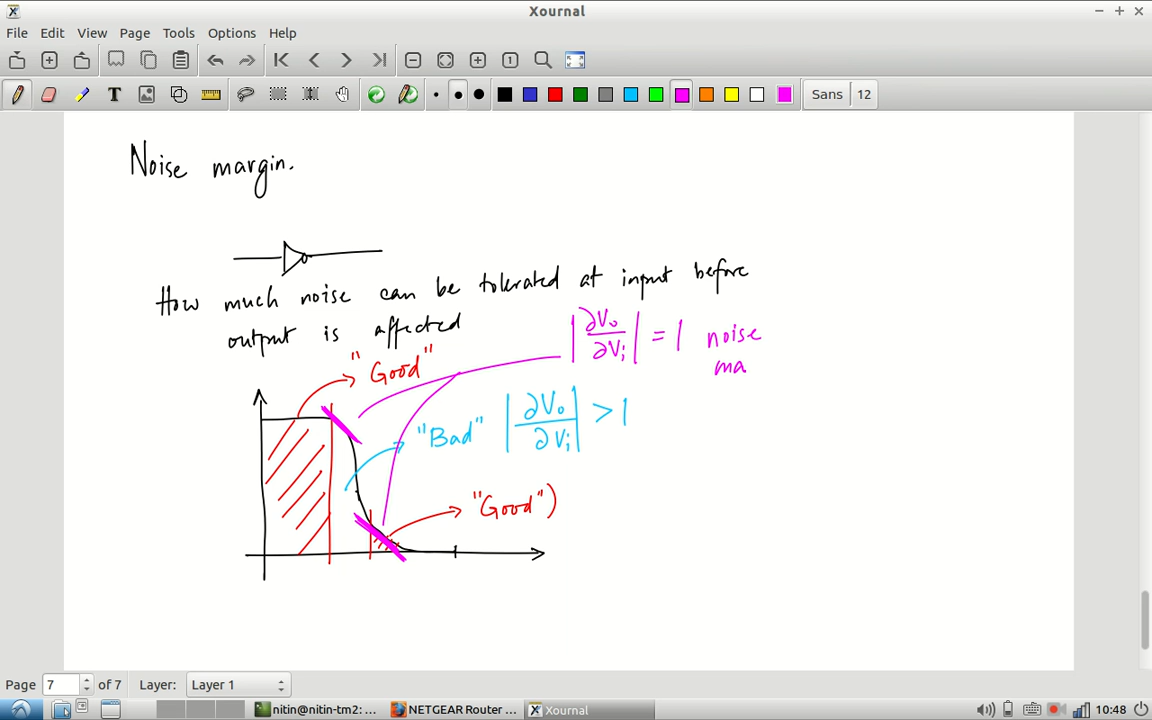 Xournal
File Edit View Page Tools Options Help
Sans 12
Noise margin.
How much noise can be tolerated at input before
output is affected
|∂Vo/∂Vi| = 1 noise
ma
"Good"
"Bad" |∂Vo/∂Vi| > 1
"Good")
Page 7 of 7 Layer: Layer 1
nitin@nitin-tm2: ... NETGEAR Router ... Xournal 10:48